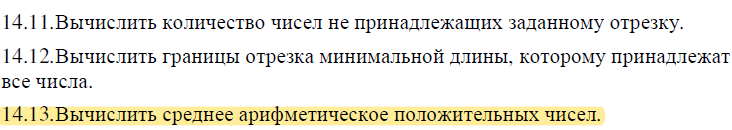 14.11.Вычислить количество чисел не принадлежащих заданному отрезку.
14.12.Вычислить границы отрезка минимальной длины, которому принадлежат
все числа.
14.13.Вычислить среднее арифметическое положительных чисел.